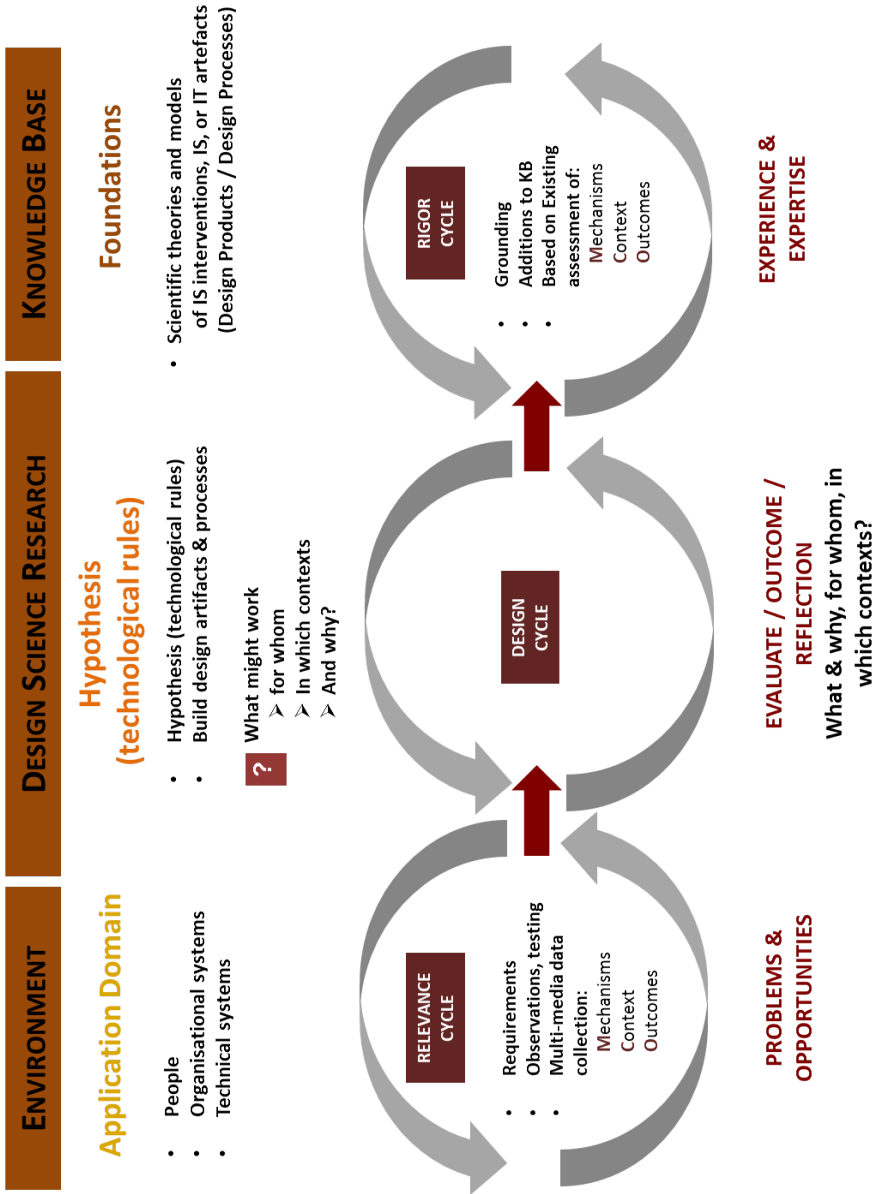 ENVIRONMENT
Application Domain
• People
• Organisational systems
• Technical systems
RELEVANCE
CYCLE
• Requirements
• Observations, testing
• Multi-media data
collection:
Mechanisms
Context
Outcomes
PROBLEMS &
OPPORTUNITIES
DESIGN SCIENCE RESEARCH
Hypothesis
(technological rules)
• Hypothesis (technological rules)
• Build design artifacts & processes
?
What might work
➢ for whom
➢ In which contexts
➢ And why?
DESIGN
CYCLE
EVALUATE / OUTCOME /
REFLECTION
What & why, for whom, in
which contexts?
KNOWLEDGE BASE
Foundations
• Scientific theories and models
of IS interventions, IS, or IT artefacts
(Design Products / Design Processes)
RIGOR
CYCLE
• Grounding
• Additions to KB
• Based on Existing
assessment of:
Mechanisms
Context
Outcomes
EXPERIENCE &
EXPERTISE